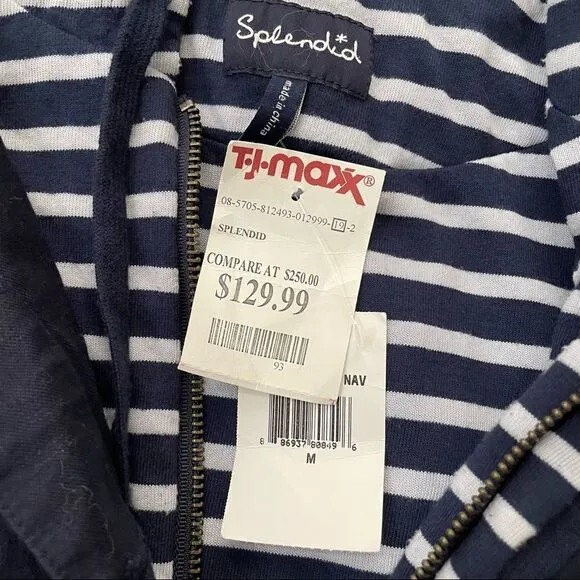 Splendid
made in china
T·J·maxx®
08-5705-812493-012999-19-2
SPLENDID
COMPARE AT $250.00
$129.99
93
NAV
8 86937 80849 6
M